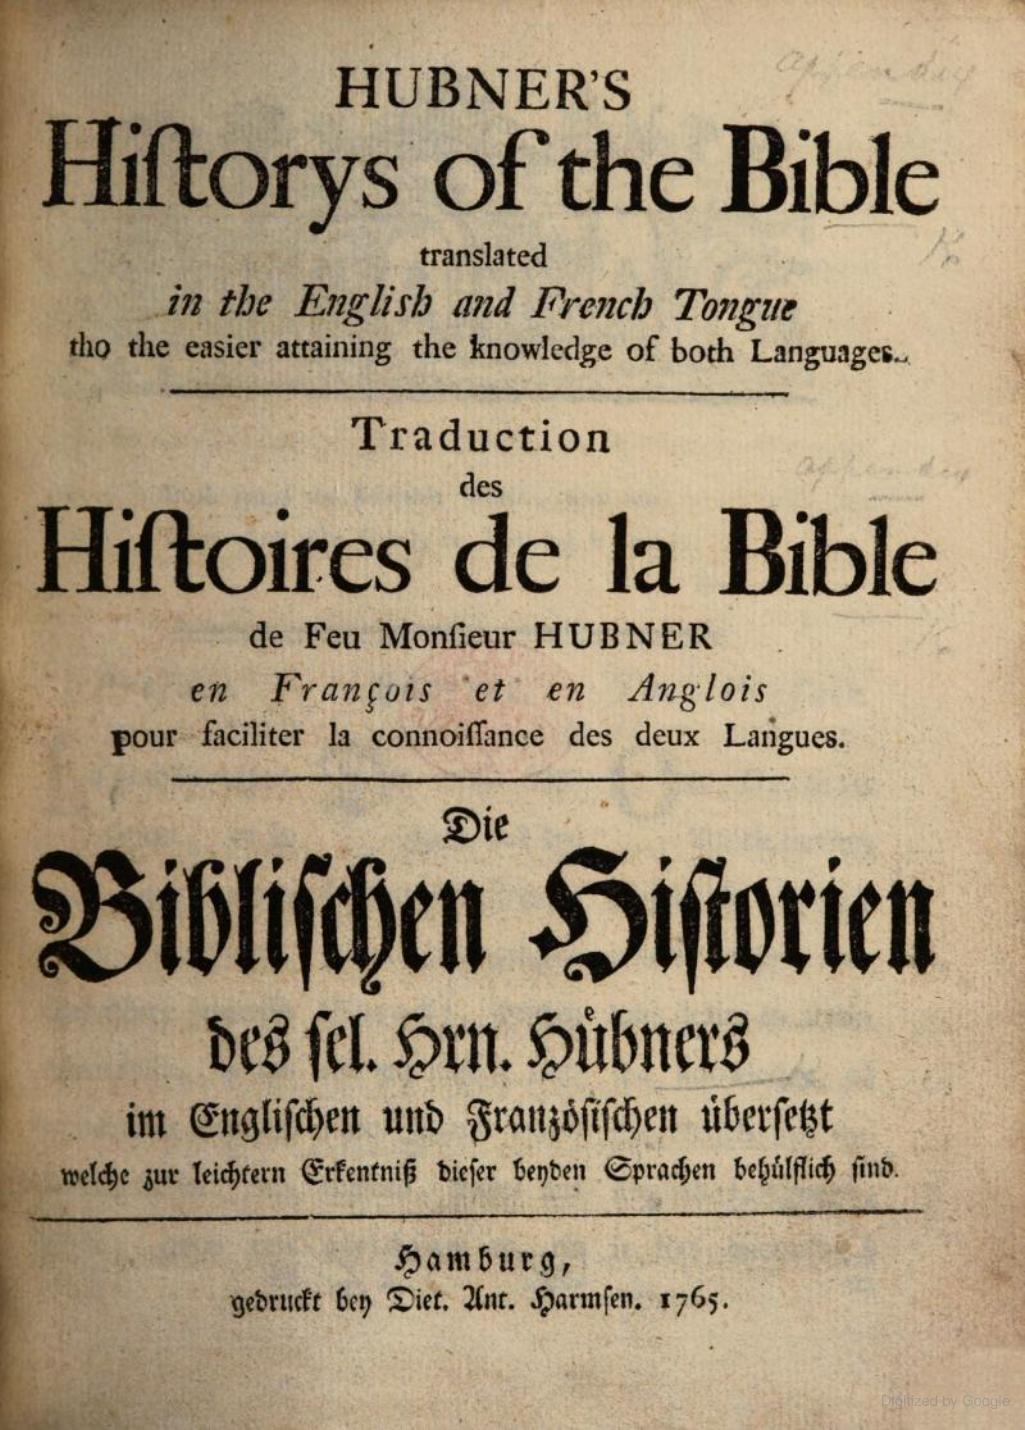 HUBNER'S
Hiſtorys of the Bible
translated
in the English and French Tongue
tho the easier attaining the knowledge of both Languages.
Traduction
des
Hiſtoires de la Bible
de Feu Monſieur HUBNER
en François et en Anglois
pour faciliter la connoiſſance des deux Langues.
Die
Bibliſchen Hiſtorien
des ſel. Hrn. Hübners
im Engliſchen und Franzöſiſchen überſetzt
welche zur leichtern Erkentniß dieſer beyden Sprachen behülflich ſind.
Hamburg,
gedruckt bey Diet. Ant. Harmſen. 1765.
Digitized by Google